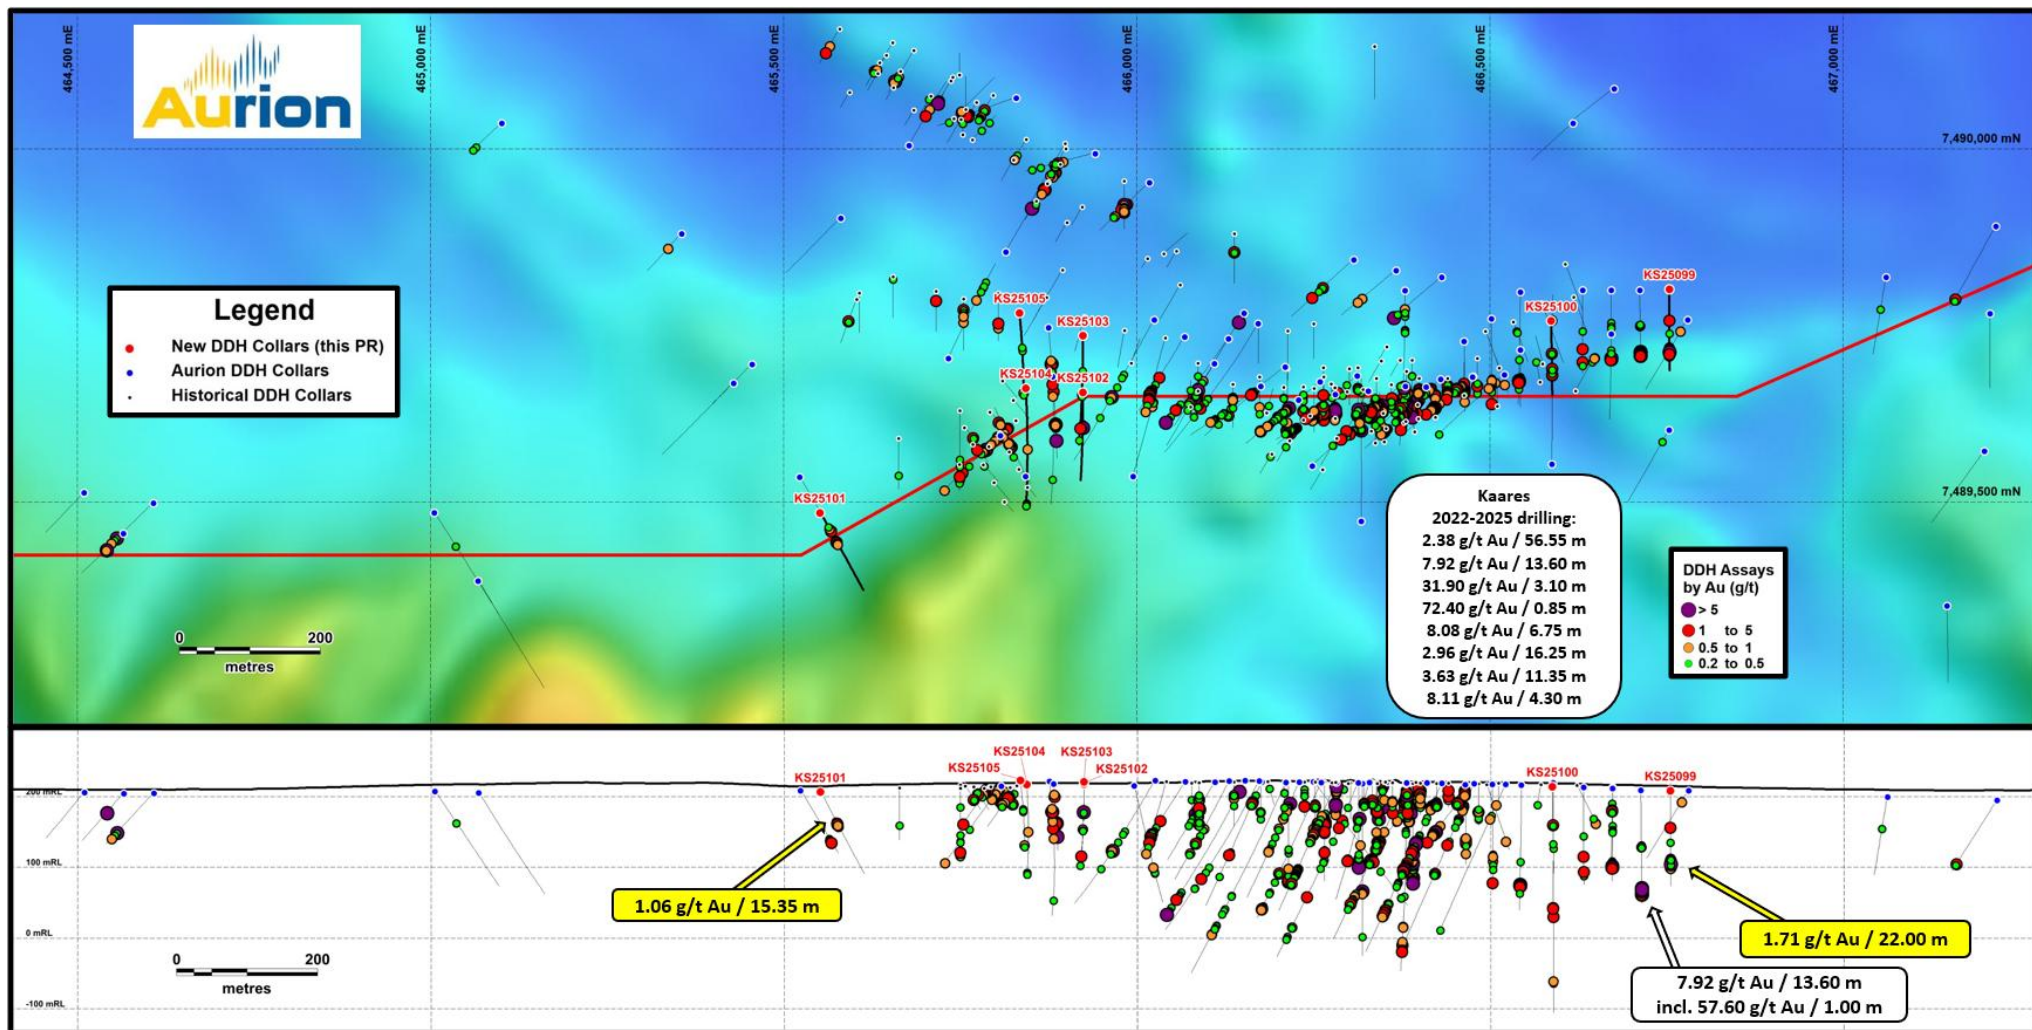 464,500 mE
465,000 mE
465,500 mE
466,000 mE
466,500 mE
467,000 mE
Aurion
7,490,000 mN
Legend
New DDH Collars (this PR)
Aurion DDH Collars
Historical DDH Collars
KS25099
KS25105
KS25100
KS25103
KS25104
KS25102
KS25101
7,489,500 mN
Kaares
2022-2025 drilling:
2.38 g/t Au / 56.55 m
7.92 g/t Au / 13.60 m
31.90 g/t Au / 3.10 m
72.40 g/t Au / 0.85 m
8.08 g/t Au / 6.75 m
2.96 g/t Au / 16.25 m
3.63 g/t Au / 11.35 m
8.11 g/t Au / 4.30 m
DDH Assays
by Au (g/t)
> 5
1 to 5
0.5 to 1
0.2 to 0.5
0 200
metres
KS25104 KS25103
KS25105 KS25102
KS25101
KS25100
KS25099
200 mRL
100 mRL
1.06 g/t Au / 15.35 m
0 mRL
1.71 g/t Au / 22.00 m
0 200
metres
7.92 g/t Au / 13.60 m
incl. 57.60 g/t Au / 1.00 m
-100 mRL